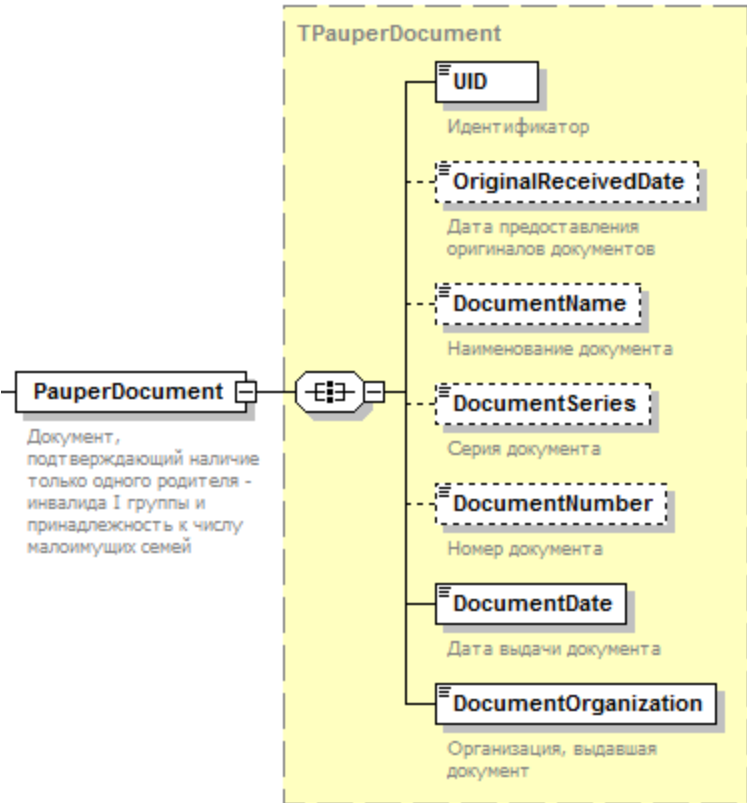 TPauperDocument
UID
Идентификатор
OriginalReceivedDate
Дата предоставления
оригиналов документов
DocumentName
Наименование документа
PauperDocument
Документ,
подтверждающий наличие
только одного родителя -
инвалида I группы и
принадлежность к числу
малоимущих семей
DocumentSeries
Серия документа
DocumentNumber
Номер документа
DocumentDate
Дата выдачи документа
DocumentOrganization
Организация, выдавшая
документ